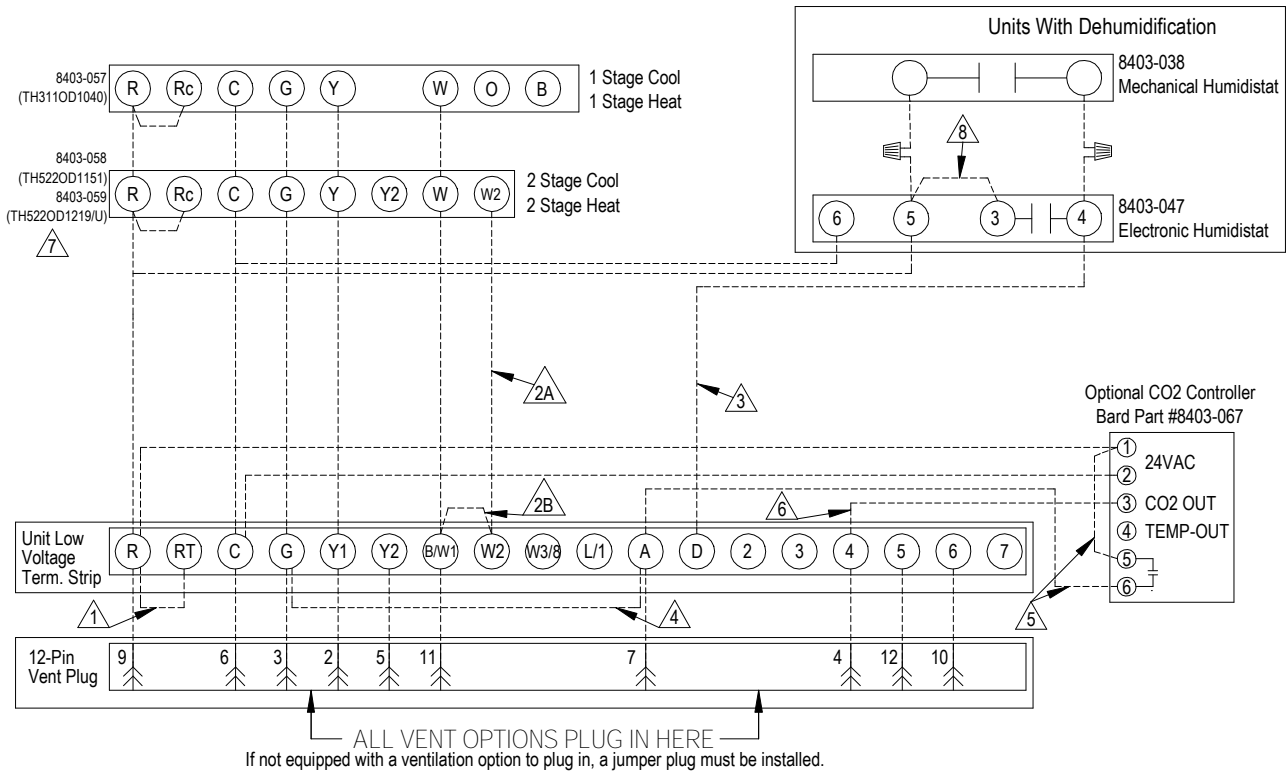 Units With Dehumidification
8403-038
Mechanical Humidistat
8403-057
(TH311OD1040)
R Rc C G Y W O B
1 Stage Cool
1 Stage Heat
8
8403-058
(TH522OD1151)
8403-059
(TH522OD1219/U)
R Rc C G Y Y2 W W2
2 Stage Cool
2 Stage Heat
6 5 3 4
8403-047
Electronic Humidistat
7
2A
3
Optional CO2 Controller
Bard Part #8403-067
1
24VAC
2
3 CO2 OUT
4 TEMP-OUT
5
6
2B
6
Unit Low
Voltage
Term. Strip
R RT C G Y1 Y2 B/W1 W2 W3/8 L/1 A D 2 3 4 5 6 7
1
4
5
12-Pin
Vent Plug
9 6 3 2 5 11 7 4 12 10
ALL VENT OPTIONS PLUG IN HERE
If not equipped with a ventilation option to plug in, a jumper plug must be installed.